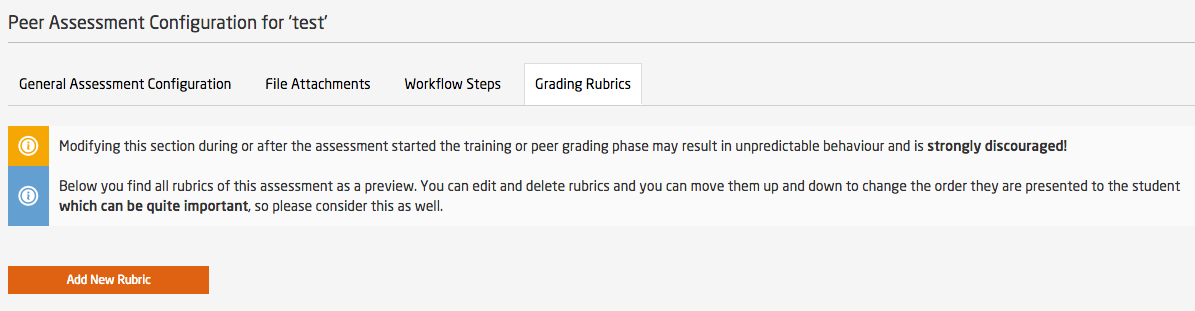 Peer Assessment Configuration for 'test'
General Assessment Configuration File Attachments Workflow Steps Grading Rubrics
Modifying this section during or after the assessment started the training or peer grading phase may result in unpredictable behaviour and is strongly discouraged!
Below you find all rubrics of this assessment as a preview. You can edit and delete rubrics and you can move them up and down to change the order they are presented to the student
which can be quite important, so please consider this as well.
Add New Rubric